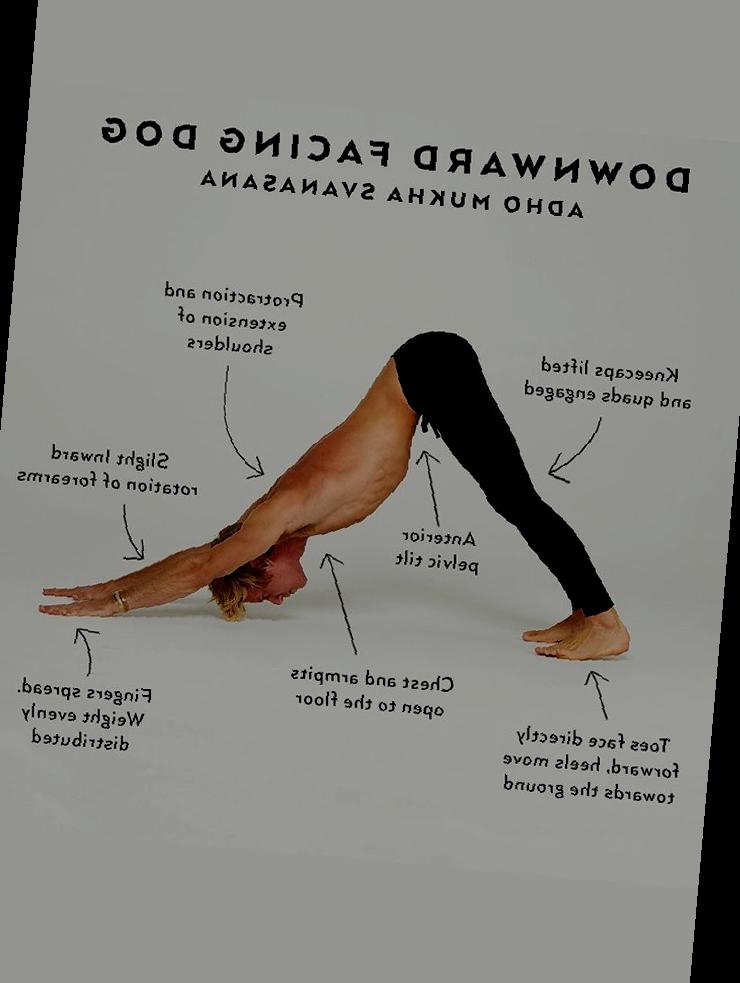 DOWNWARD FACING DOG
ADHO MUKHA SVANASANA
Protraction and
extension of
shoulders
Kneecaps lifted
and quads engaged
Slight Inward
rotation of forearms
Anterior
pelvic tilt
Chest and armpits
open to the floor
Fingers spread.
Weight evenly
distributed
Toes face directly
forward, heels move
towards the ground